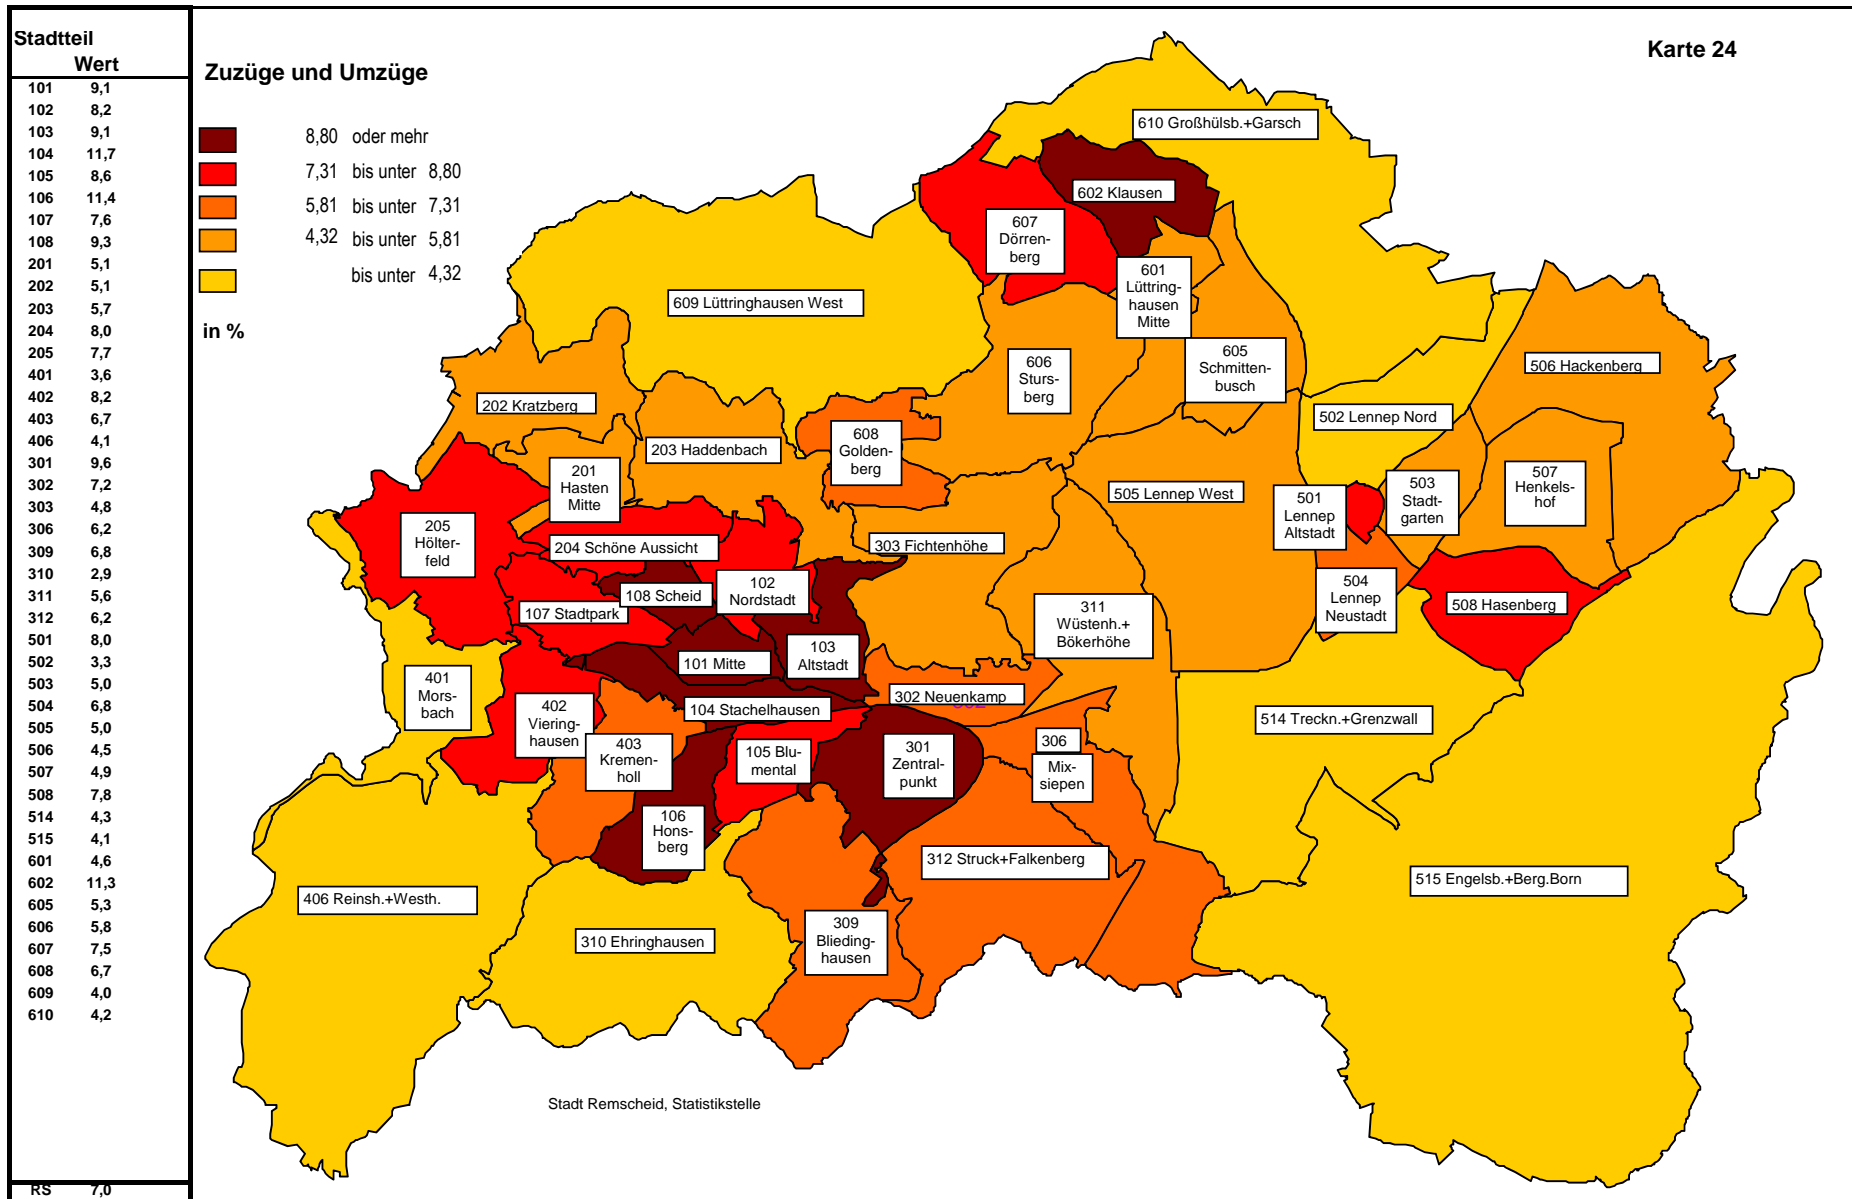 Stadtteil
Wert
101 9,1
102 8,2
103 9,1
104 11,7
105 8,6
106 11,4
107 7,6
108 9,3
201 5,1
202 5,1
203 5,7
204 8,0
205 7,7
401 3,6
402 8,2
403 6,7
406 4,1
301 9,6
302 7,2
303 4,8
306 6,2
309 6,8
310 2,9
311 5,6
312 6,2
501 8,0
502 3,3
503 5,0
504 6,8
505 5,0
506 4,5
507 4,9
508 7,8
514 4,3
515 4,1
601 4,6
602 11,3
605 5,3
606 5,8
607 7,5
608 6,7
609 4,0
610 4,2
RS 7,0
Zuzüge und Umzüge
8,80 oder mehr
7,31 bis unter 8,80
5,81 bis unter 7,31
4,32 bis unter 5,81
bis unter 4,32
in %
Karte 24
610 Großhülsb.+Garsch
602 Klausen
607
Dörren-
berg
601
Lüttring-
hausen
Mitte
609 Lüttringhausen West
606
Sturs-
berg
605
Schmitten-
busch
506 Hackenberg
502 Lennep Nord
202 Kratzberg
203 Haddenbach
608
Golden-
berg
201
Hasten
Mitte
505 Lennep West
501
Lennep
Altstadt
503
Stadt-
garten
507
Henkels-
hof
205
Hölter-
feld
204 Schöne Aussicht
303 Fichtenhöhe
108 Scheid
102
Nordstadt
107 Stadtpark
504
Lennep
Neustadt
508 Hasenberg
311
Wüstenh.+
Bökerhöhe
101 Mitte
103
Altstadt
401
Mors-
bach
302 Neuenkamp
302
402
Viering-
hausen
104 Stachelhausen
514 Treckn.+Grenzwall
403
Kremen-
holl
105 Blu-
mental
301
Zentral-
punkt
306
Mix-
siepen
106
Hons-
berg
312 Struck+Falkenberg
515 Engelsb.+Berg.Born
406 Reinsh.+Westh.
310 Ehringhausen
309
Blieding-
hausen
Stadt Remscheid, Statistikstelle